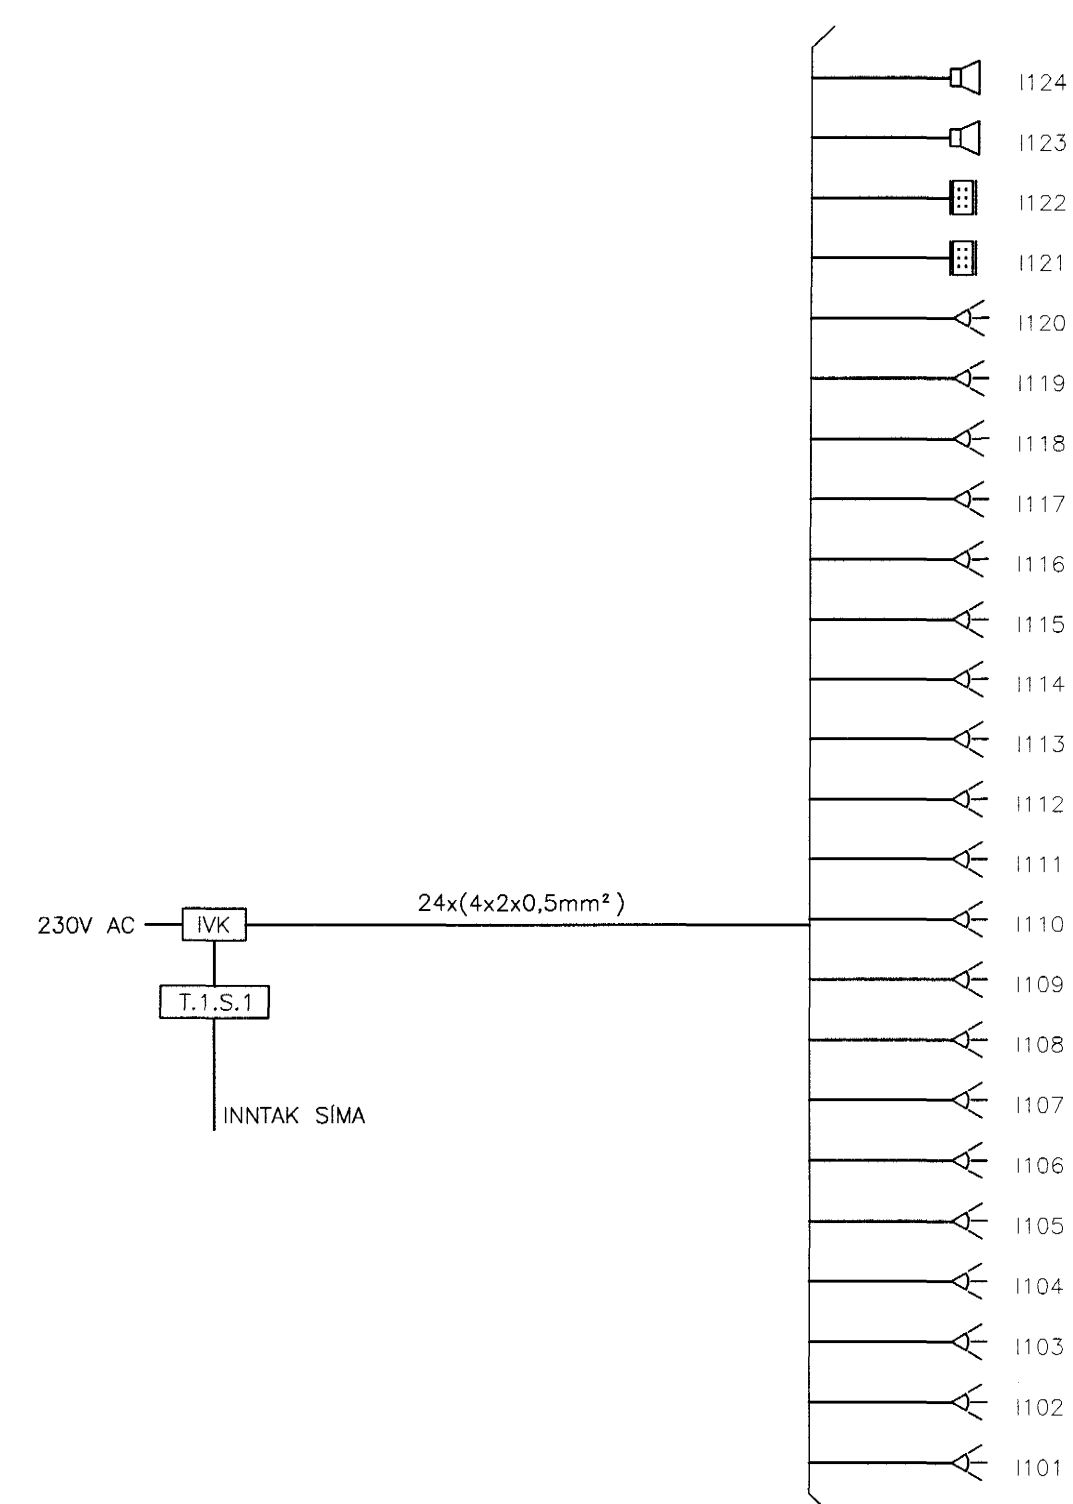 I124
I123
I122
I121
I120
I119
I118
I117
I116
I115
I114
I113
I112
I111
24x(4x2x0,5mm²)
230V AC
IVK
I110
T.1.S.1
I109
I108
INNTAK SÍMA
I107
I106
I105
I104
I103
I102
I101